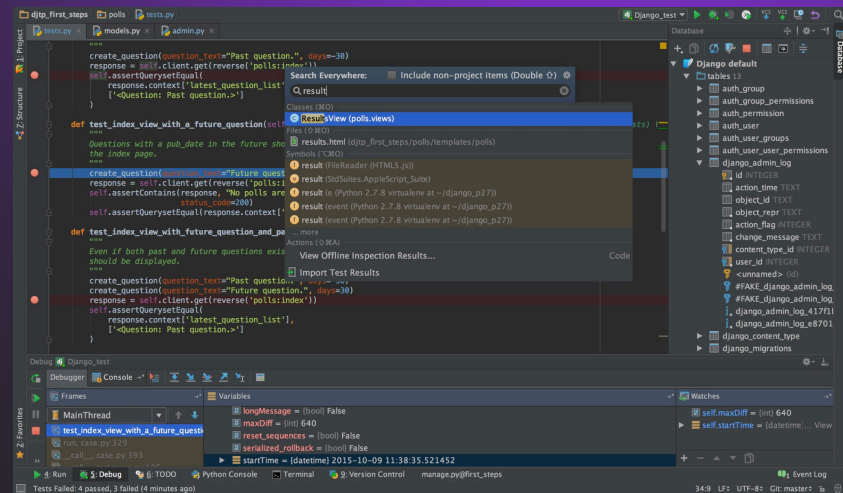 djtp_first_steps polls tests.py
Django_test
VCS VCS
tests.py × models.py × admin.py ×
Database
1: Project
Z: Structure
2: Favorites
Database
"""
create_question(question_text="Past question.", days=-30)
response = self.client.get(reverse('polls:index'))
self.assertQuerysetEqual(
response.context['latest_question_list'
['<Question: Past question.>']
)
def test_index_view_with_a_future_question(self
"""
Questions with a pub_date in the future sho
the index page.
"""
create_question(question_text="Future quest
response = self.client.get(reverse('polls:i
self.assertContains(response, "No polls are
status_code=200)
self.assertQuerysetEqual(response.context['
def test_index_view_with_future_question_and_pa
"""
Even if both past and future questions exis
should be displayed.
"""
create_question(question_text="Past question.", days=-30)
create_question(question_text="Future question.", days=30)
response = self.client.get(reverse('polls:index'))
self.assertQuerysetEqual(
response.context['latest_question_list'],
['<Question: Past question.>']
)
Search Everywhere: Include non-project items (Double ⇧)
result
Classes (⌘O)
ResultsView (polls.views)
Files (⇧⌘O)
results.html (djtp_first_steps/polls/templates/polls)
Symbols (⌥⌘O)
result (FileReader (HTML5.js))
result (StdSuites.AppleScript_Suite)
result (e (Python 2.7.8 virtualenv at ~/django_p27))
result (event (Python 2.7.8 virtualenv at ~/django_p27))
result (event (Python 2.7.8 virtualenv at ~/django_p27))
... more
Actions (⇧⌘A)
View Offline Inspection Results... Code
Import Test Results
Django default
tables 13
auth_group
auth_group_permissions
auth_permission
auth_user
auth_user_groups
auth_user_user_permissions
django_admin_log
id INTEGER
action_time TEXT
object_id TEXT
object_repr TEXT
action_flag INTEGER
change_message TEXT
content_type_id INTEGER
user_id INTEGER
<unnamed> (id)
#FAKE_django_admin_log_
#FAKE_django_admin_log_
django_admin_log_417f1
django_admin_log_e8701
django_content_type
django_migrations
Debug Django_test
Debugger Console
Frames
Variables
Watches
MainThread
test_index_view_with_a_future_questi
run, case.py:329
__call__, case.py:393
longMessage = {bool} False
maxDiff = {int} 640
reset_sequences = {bool} False
serialized_rollback = {bool} False
startTime = {datetime} 2015-10-09 11:38:35.521452
self.maxDiff = {int} 640
self.startTime = {datetime}... View
4: Run 5: Debug 6: TODO Python Console Terminal 9: Version Control manage.py@first_steps Event Log
Tests Failed: 4 passed, 3 failed (4 minutes ago)
34:9 LF÷ UTF-8÷ Git: master÷